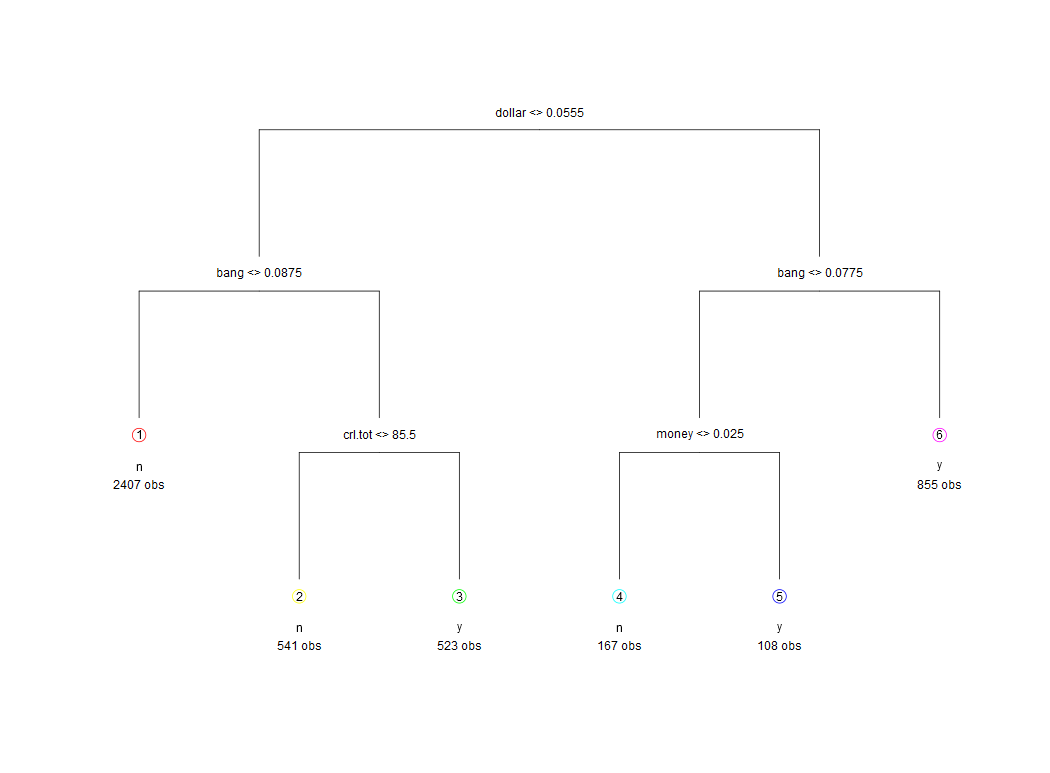 dollar <> 0.0555
bang <> 0.0875
bang <> 0.0775
1
n
2407 obs
crl.tot <> 85.5
money <> 0.025
6
y
855 obs
2
n
541 obs
3
y
523 obs
4
n
167 obs
5
y
108 obs